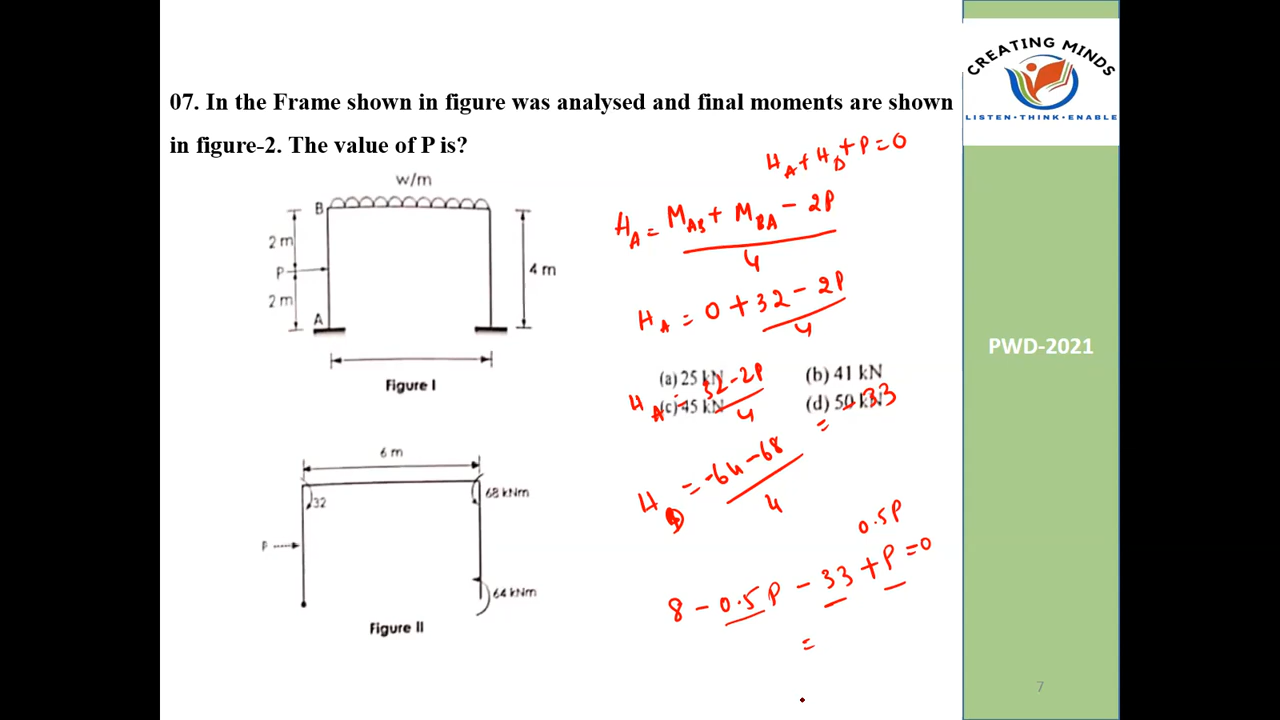 CREATING MINDS
LISTEN•THINK•ENABLE
07. In the Frame shown in figure was analysed and final moments are shown
in figure-2. The value of P is?
w/m
B
2 m
P
2 m
A
4 m
Figure I
6 m
32
68 kNm
P
64 kNm
Figure II
H_A + H_D + P = 0
H_A = M_AB + M_BA - 2P
4
H_A = 0 + 32 - 2P
4
(a) 25 kN
(b) 41 kN
(c) 45 kN
(d) 50 kN
H_A = 32 - 2P
4
H_D = -64 - 68
4
= -33
0.5P
8 - 0.5P - 33 + P = 0
=
PWD-2021
7